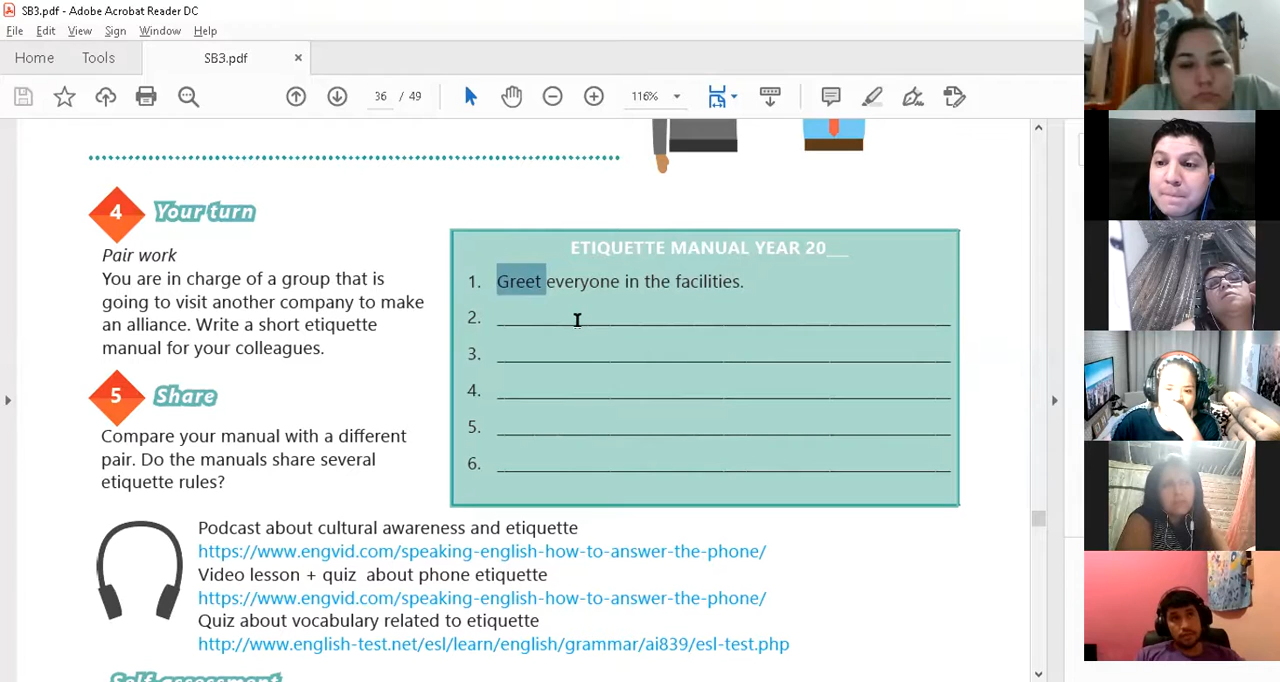 SB3.pdf - Adobe Acrobat Reader DC
File Edit View Sign Window Help
Home Tools SB3.pdf ×
36 / 49 116%
4 Your turn
Pair work
You are in charge of a group that is
going to visit another company to make
an alliance. Write a short etiquette
manual for your colleagues.
5 Share
Compare your manual with a different
pair. Do the manuals share several
etiquette rules?
ETIQUETTE MANUAL YEAR 20__
1. Greet everyone in the facilities.
2.
3.
4.
5.
6.
Podcast about cultural awareness and etiquette
https://www.engvid.com/speaking-english-how-to-answer-the-phone/
Video lesson + quiz about phone etiquette
https://www.engvid.com/speaking-english-how-to-answer-the-phone/
Quiz about vocabulary related to etiquette
http://www.english-test.net/esl/learn/english/grammar/ai839/esl-test.php
Self-assessment